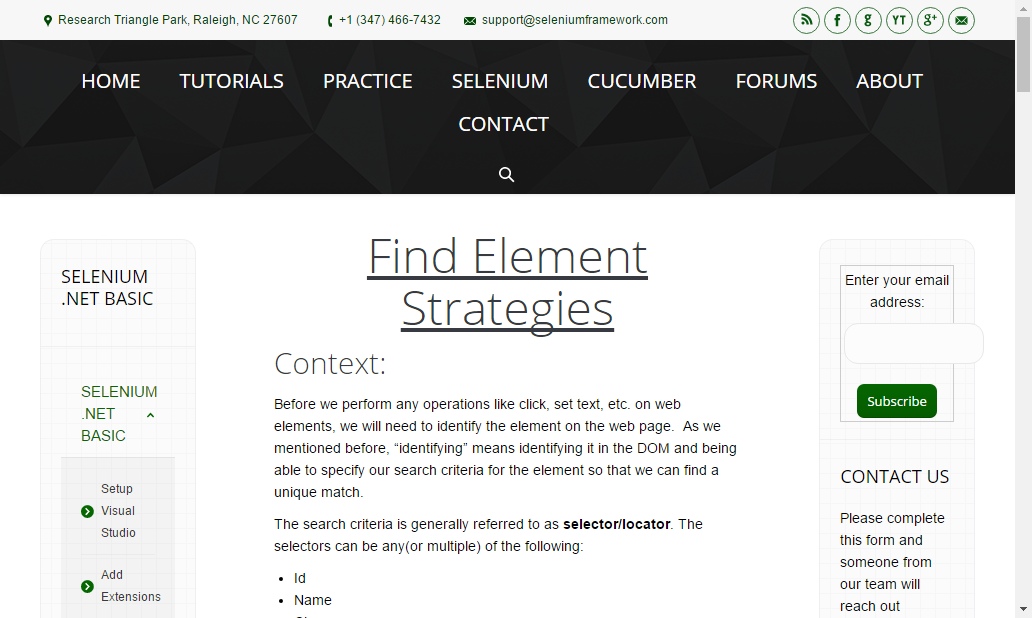 Research Triangle Park, Raleigh, NC 27607
+1 (347) 466-7432
support@seleniumframework.com
YT
g+
HOME TUTORIALS PRACTICE SELENIUM CUCUMBER FORUMS ABOUT
CONTACT
SELENIUM
.NET BASIC
SELENIUM
.NET
BASIC
Setup
Visual
Studio
Add
Extensions
Find Element
Strategies
Context:
Before we perform any operations like click, set text, etc. on web
elements, we will need to identify the element on the web page.  As we
mentioned before, “identifying” means identifying it in the DOM and being
able to specify our search criteria for the element so that we can find a
unique match.
The search criteria is generally referred to as selector/locator. The
selectors can be any(or multiple) of the following:
Id
Name
Enter your email
address:
Subscribe
CONTACT US
Please complete
this form and
someone from
our team will
reach out